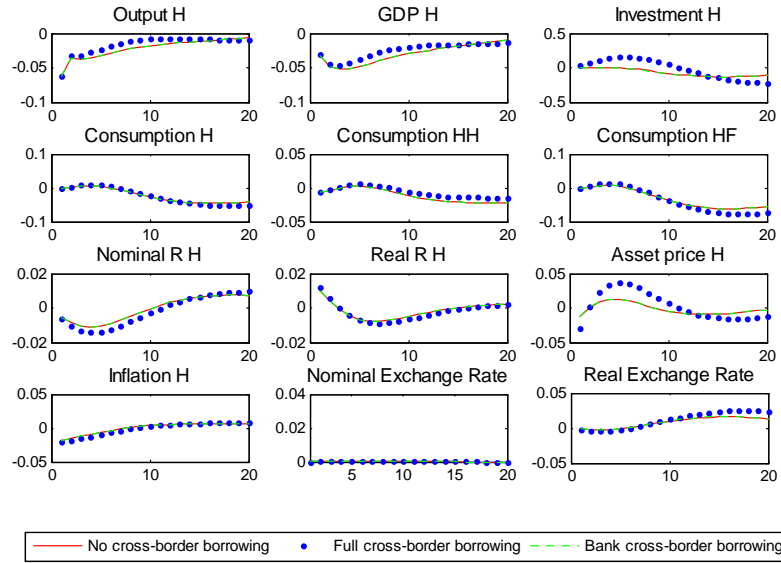 Output H
GDP H
Investment H
0
-0.05
-0.1
0 10 20
0
-0.05
-0.1
0 10 20
0.5
0
-0.5
0 10 20
Consumption H
Consumption HH
Consumption HF
0.1
0
-0.1
0 10 20
0.05
0
-0.05
0 10 20
0.1
0
-0.1
0 10 20
Nominal R H
Real R H
Asset price H
0.02
0
-0.02
0 10 20
0.02
0
-0.02
0 10 20
0.05
0
-0.05
0 10 20
Inflation H
Nominal Exchange Rate
Real Exchange Rate
0.05
0
-0.05
0 10 20
0.04
0.02
0
5 10 15 20
0.05
0
-0.05
0 10 20
No cross-border borrowing
Full cross-border borrowing
Bank cross-border borrowing